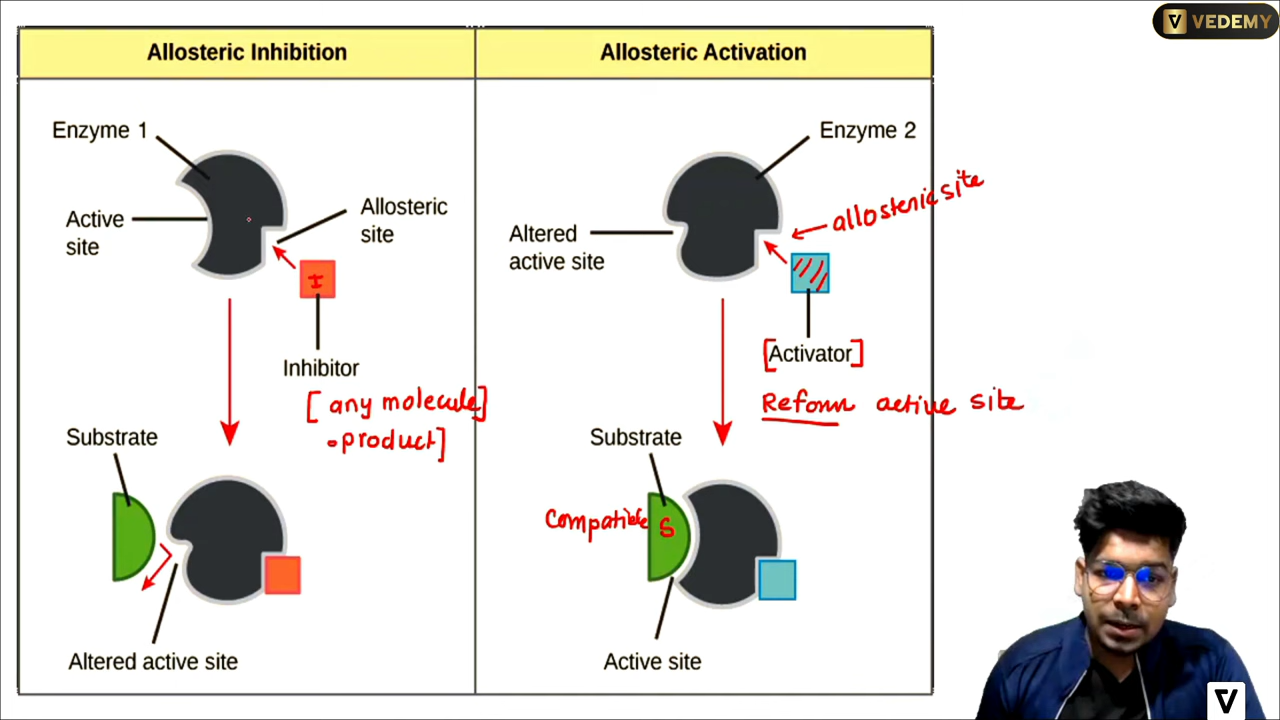 VEDEMY
Allosteric Inhibition
Enzyme 1
Active
site
Allosteric
site
I
Inhibitor
[ any molecule]
• product]
Substrate
Altered active site
Allosteric Activation
Enzyme 2
allosteric site
Altered
active site
[Activator]
Reform active site
Substrate
Compatible S
Active site